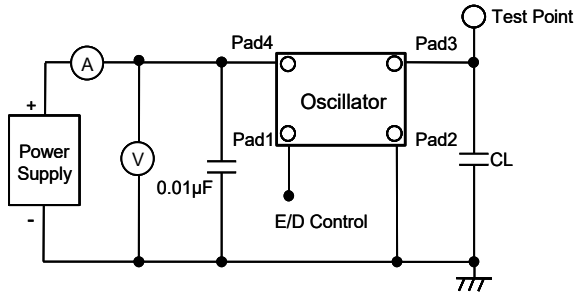 Test Point
Pad4
Pad3
A
Oscillator
+
Pad1
Pad2
Power
Supply
V
CL
0.01µF
-
E/D Control